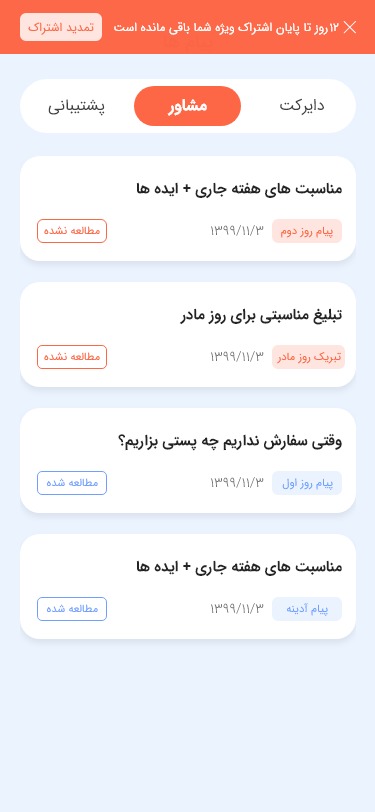 ۱۲روز تا پایان اشتراک ویژه شما باقی مانده است
تمدید اشتراک
دایرکت
مشاور
پشتیبانی
مناسبت های هفته جاری + ایده ها
پیام روز دوم
۱۳۹۹/۱۱/۳
مطالعه نشده
تبلیغ مناسبتی برای روز مادر
تبریک روز مادر
۱۳۹۹/۱۱/۳
مطالعه نشده
وقتی سفارش نداریم چه پستی بزاریم؟
پیام روز اول
۱۳۹۹/۱۱/۳
مطالعه شده
مناسبت های هفته جاری + ایده ها
پیام آدینه
۱۳۹۹/۱۱/۳
مطالعه شده